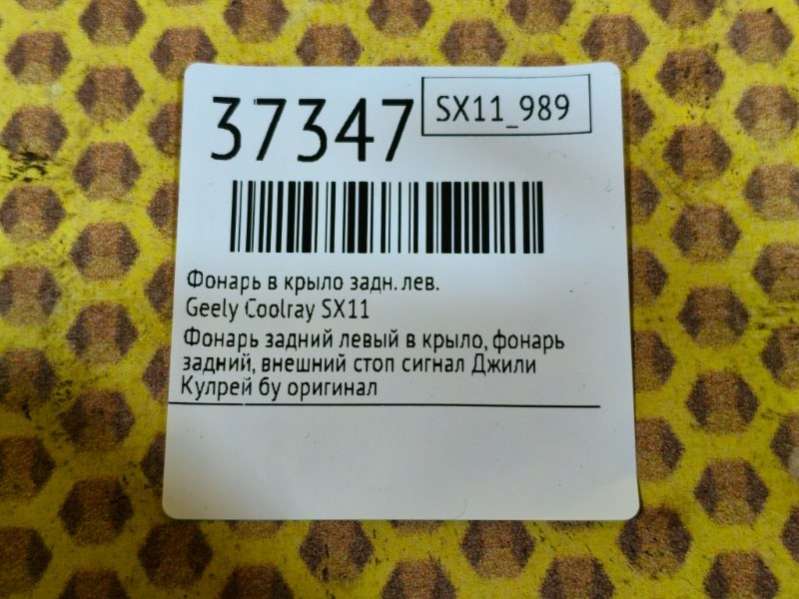 37347
SX11_989
Фонарь в крыло задн. лев.
Geely Coolray SX11
Фонарь задний левый в крыло, фонарь
задний, внешний стоп сигнал Джили
Кулрей бу оригинал